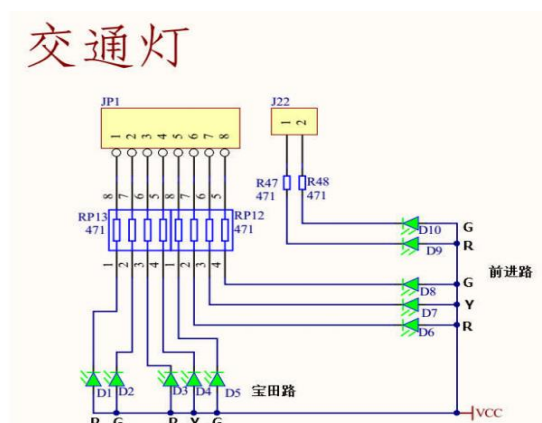 交通灯
JP1
J22
1 2 3 4 5 6 7 8
1 2
R47 R48
471 471
8 7 6 5 8 7 6 5
RP13 RP12
471 471
1 2 3 4 1 2 3 4
D10 G
D9 R
前进路
D8 G
D7 Y
D6 R
D1 D2 D3 D4 D5 宝田路
R G R Y G
VCC